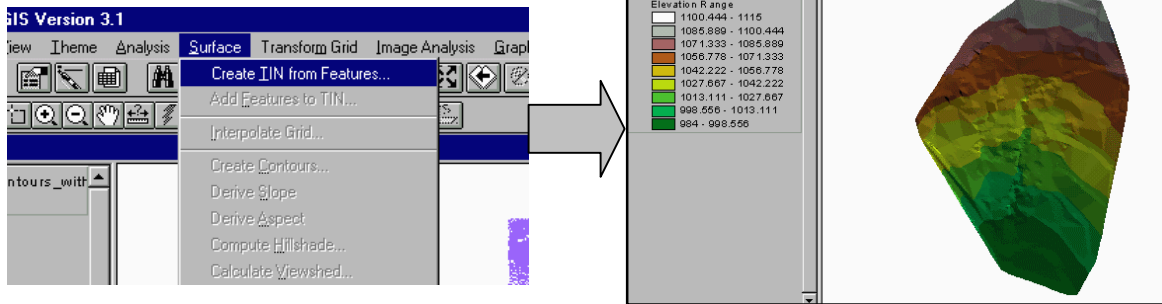 GIS Version 3.1
View Theme Analysis Surface Transform Grid Image Analysis
Create TIN from Features...
Add Features to TIN...
Interpolate Grid...
Create Contours...
Derive Slope
Derive Aspect
Compute Hillshade...
Calculate Viewshed...
ntours_with
Elevation Range
1100.444 - 1115
1085.889 - 1100.444
1071.333 - 1085.889
1056.778 - 1071.333
1042.222 - 1056.778
1027.667 - 1042.222
1013.111 - 1027.667
998.556 - 1013.111
984 - 998.556